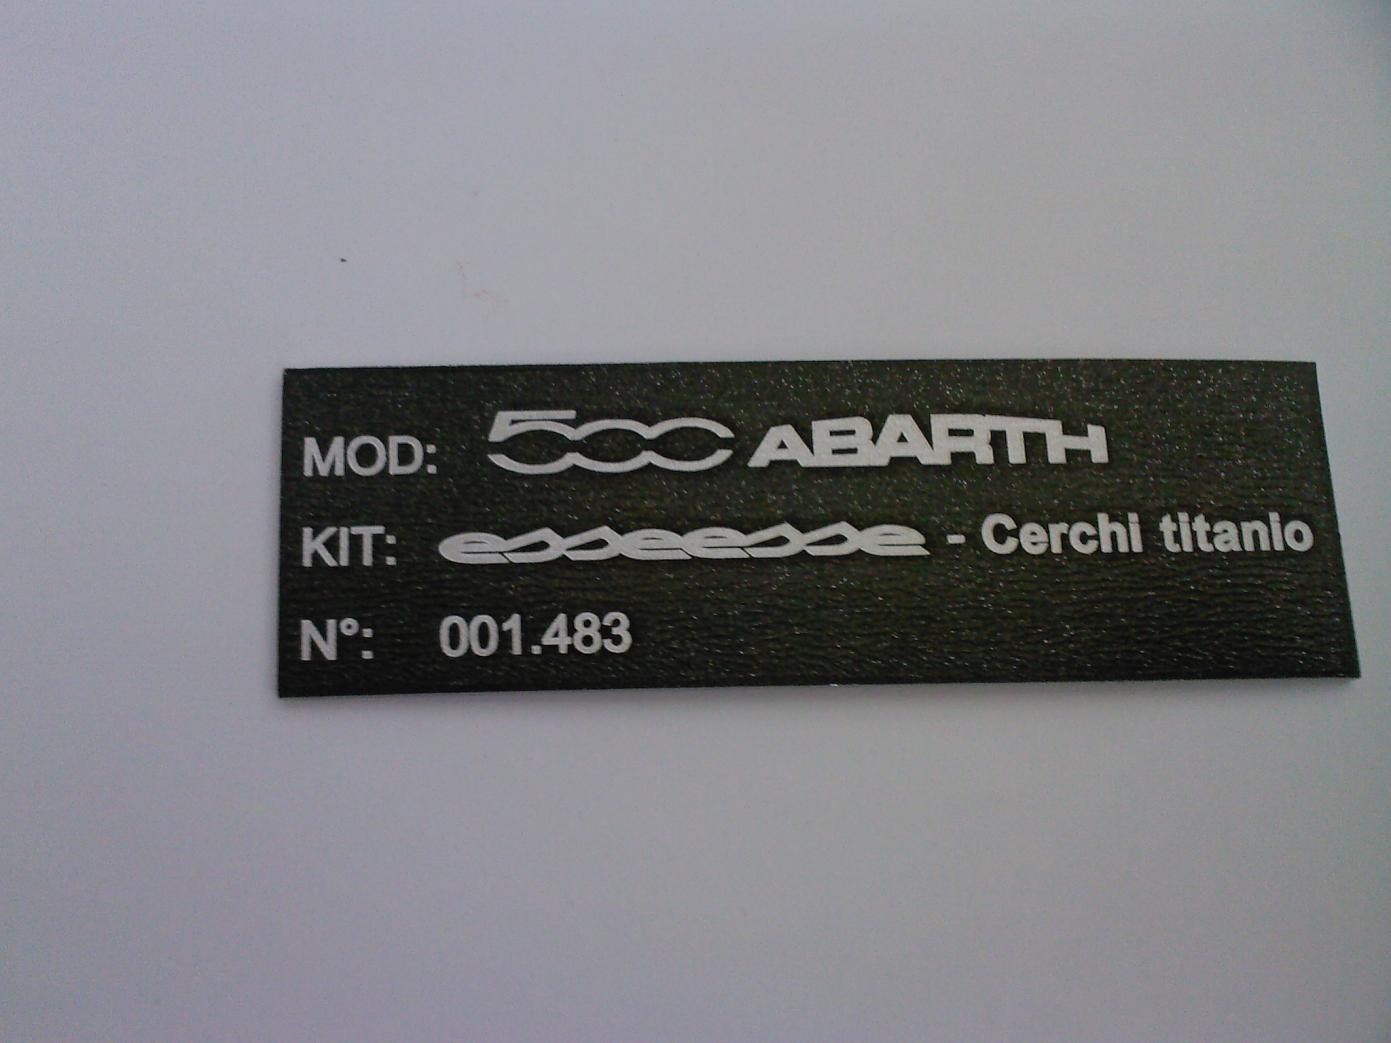 MOD: 500 ABARTH
KIT: esseesse - Cerchi titanio
N°: 001.483